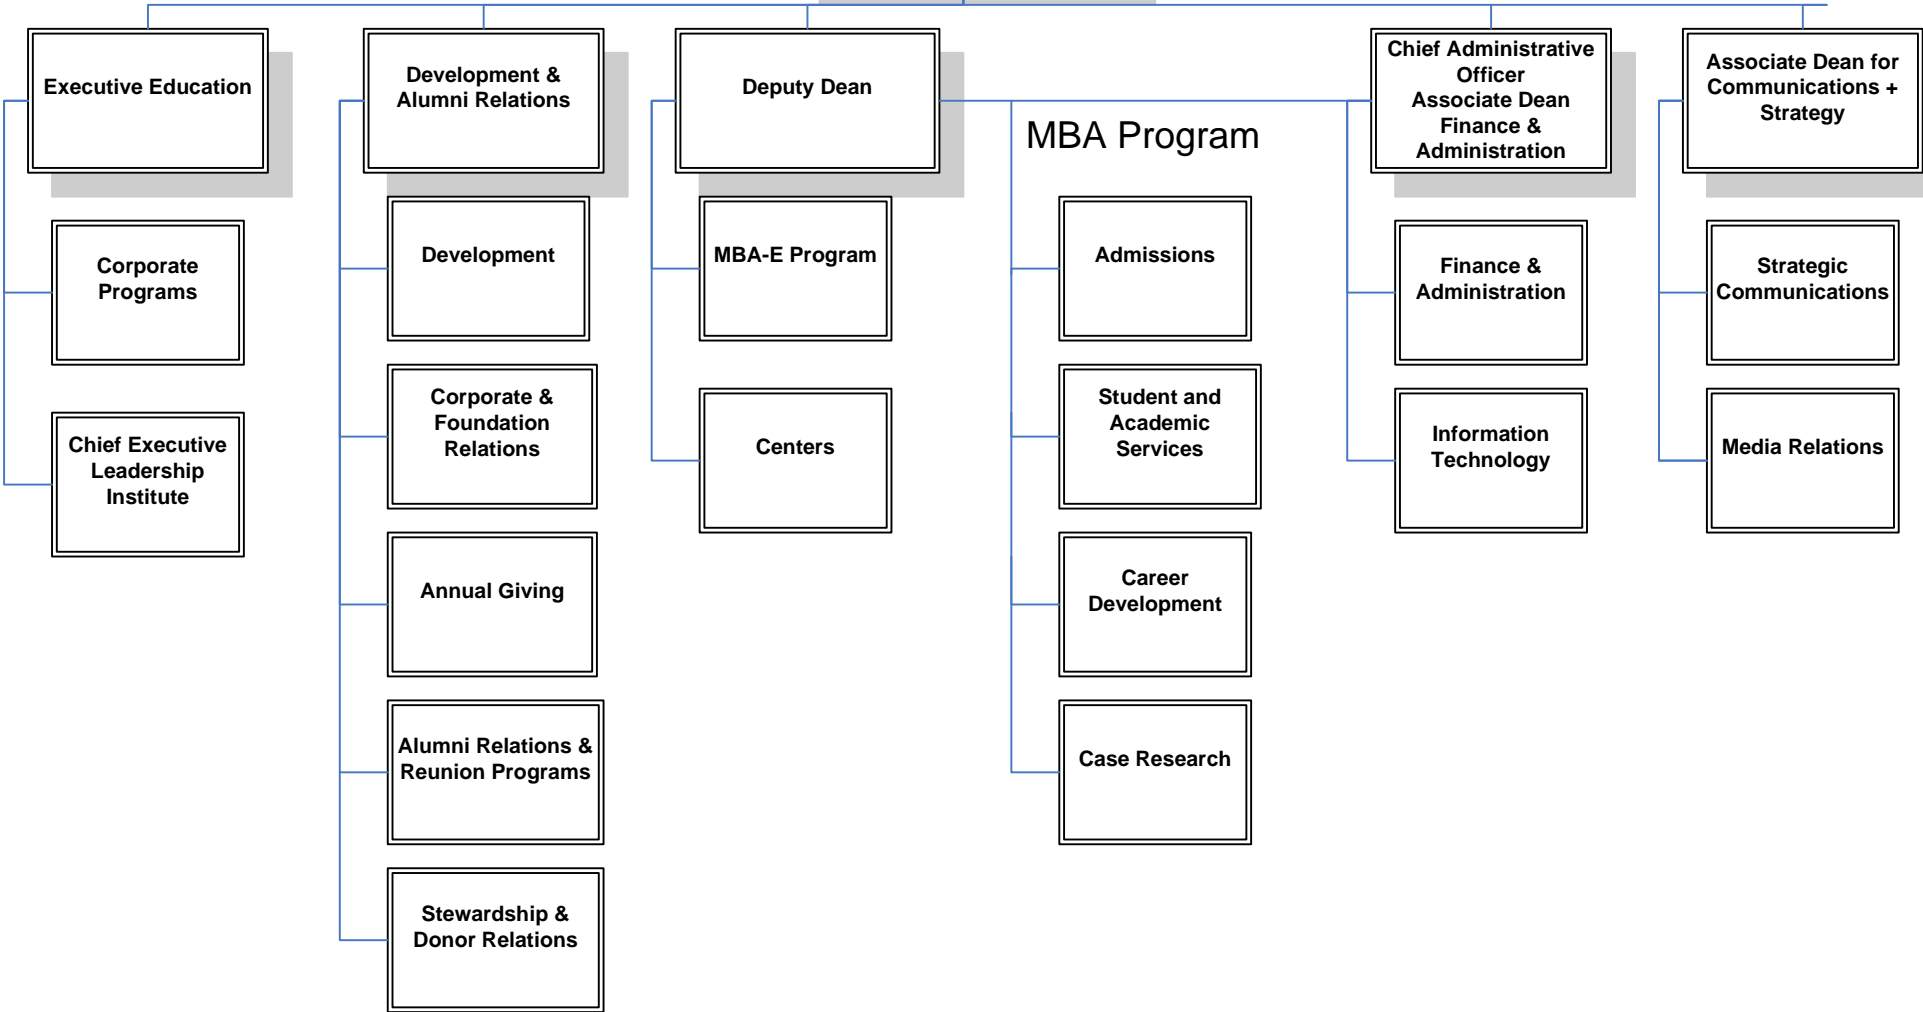 Executive Education
Development &
Alumni Relations
Deputy Dean
Chief Administrative
Officer
Associate Dean
Finance &
Administration
Associate Dean for
Communications +
Strategy
MBA Program
Corporate
Programs
Development
MBA-E Program
Admissions
Finance &
Administration
Strategic
Communications
Chief Executive
Leadership
Institute
Corporate &
Foundation
Relations
Centers
Student and
Academic
Services
Information
Technology
Media Relations
Annual Giving
Career
Development
Alumni Relations &
Reunion Programs
Case Research
Stewardship &
Donor Relations